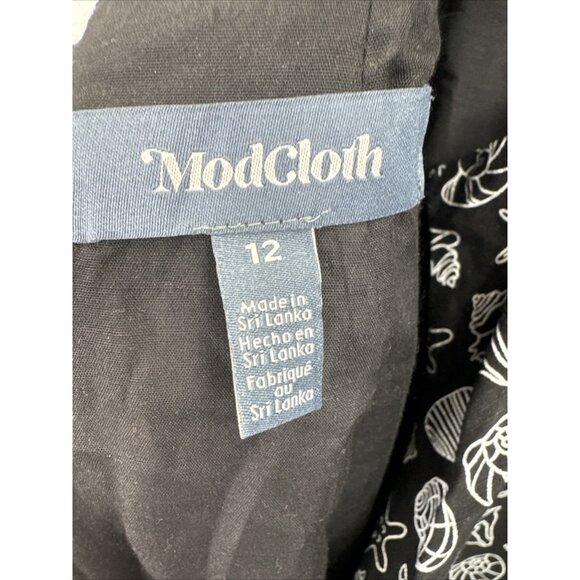 ModCloth
12
Made in
Sri Lanka
Hecho en
Sri Lanka
Fabriqué
au
Sri Lanka